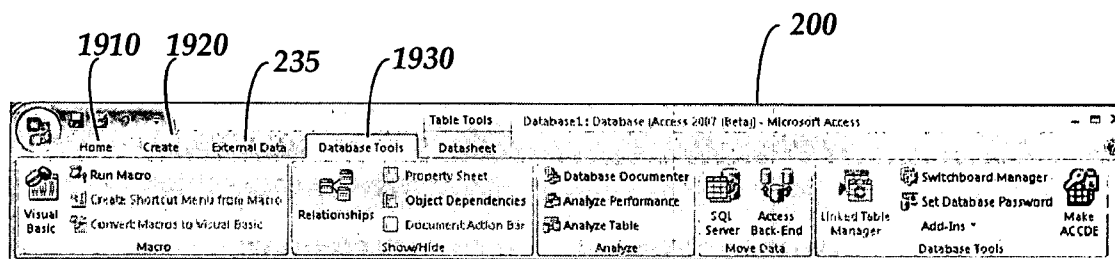 1910 1920 235 1930 200
Table Tools Database1 : Database (Access 2007 (Beta)) - Microsoft Access
Home Create External Data Database Tools Datasheet
Visual Basic
Run Macro
Create Shortcut Menu from Macro
Convert Macros to Visual Basic
Macro
Relationships
Property Sheet
Object Dependencies
Document Action Bar
Show/Hide
Database Documenter
Analyze Performance
Analyze Table
Analyze
SQL Server
Access Back-End
Move Data
Linked Table Manager
Switchboard Manager
Set Database Password
Add-Ins
Make ACCDE
Database Tools